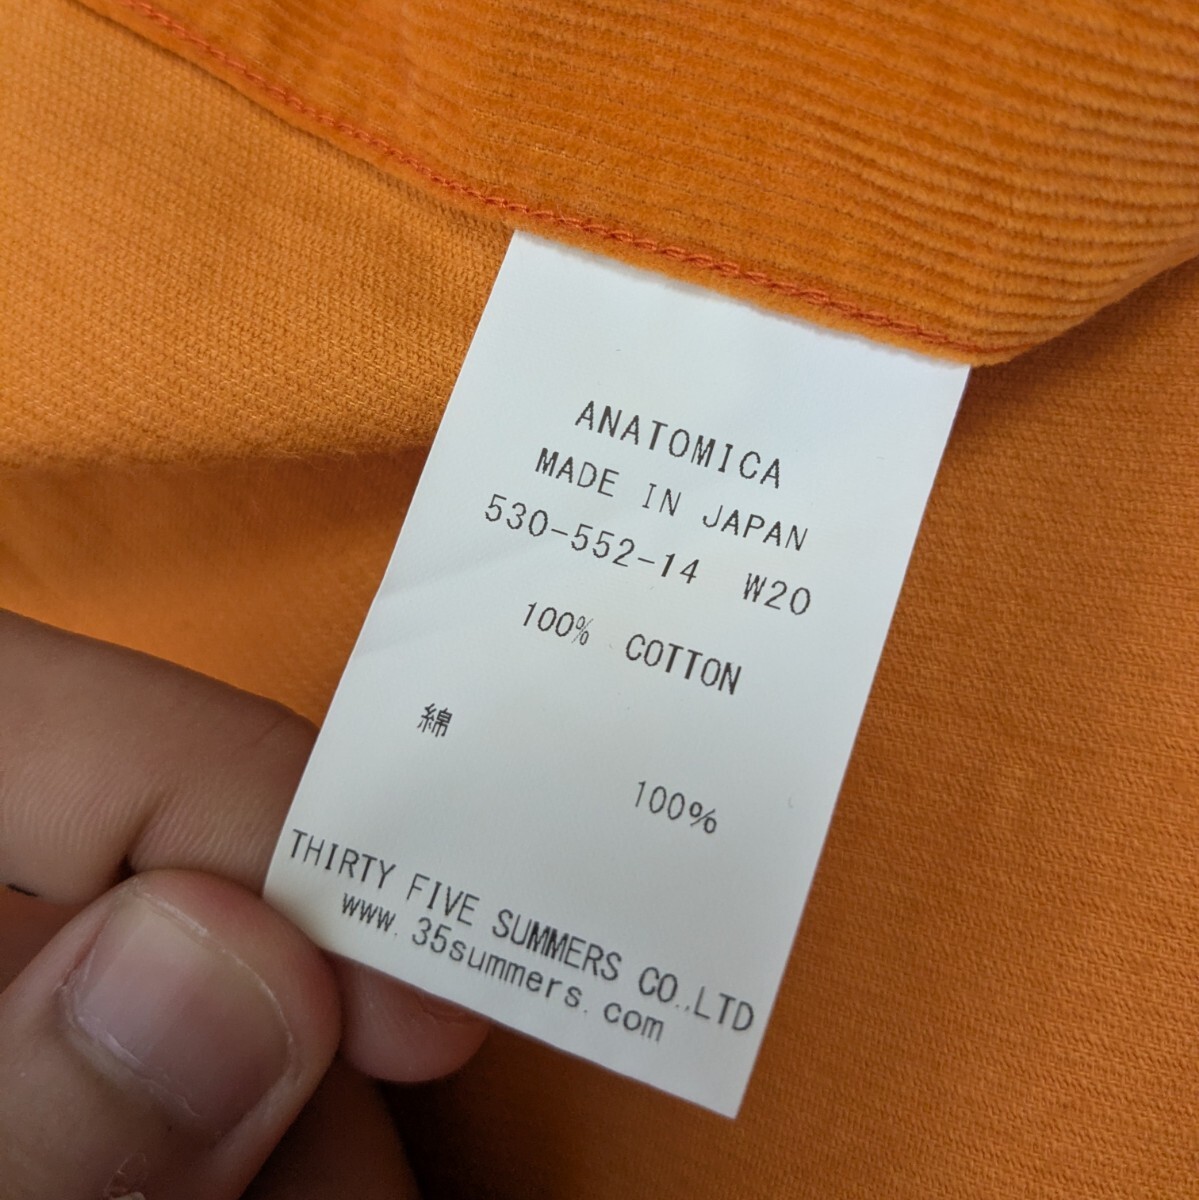 ANATOMICA
MADE IN JAPAN
530-552-14 W20
100% COTTON
綿 100%
THIRTY FIVE SUMMERS CO.,LTD
www.35summers.com